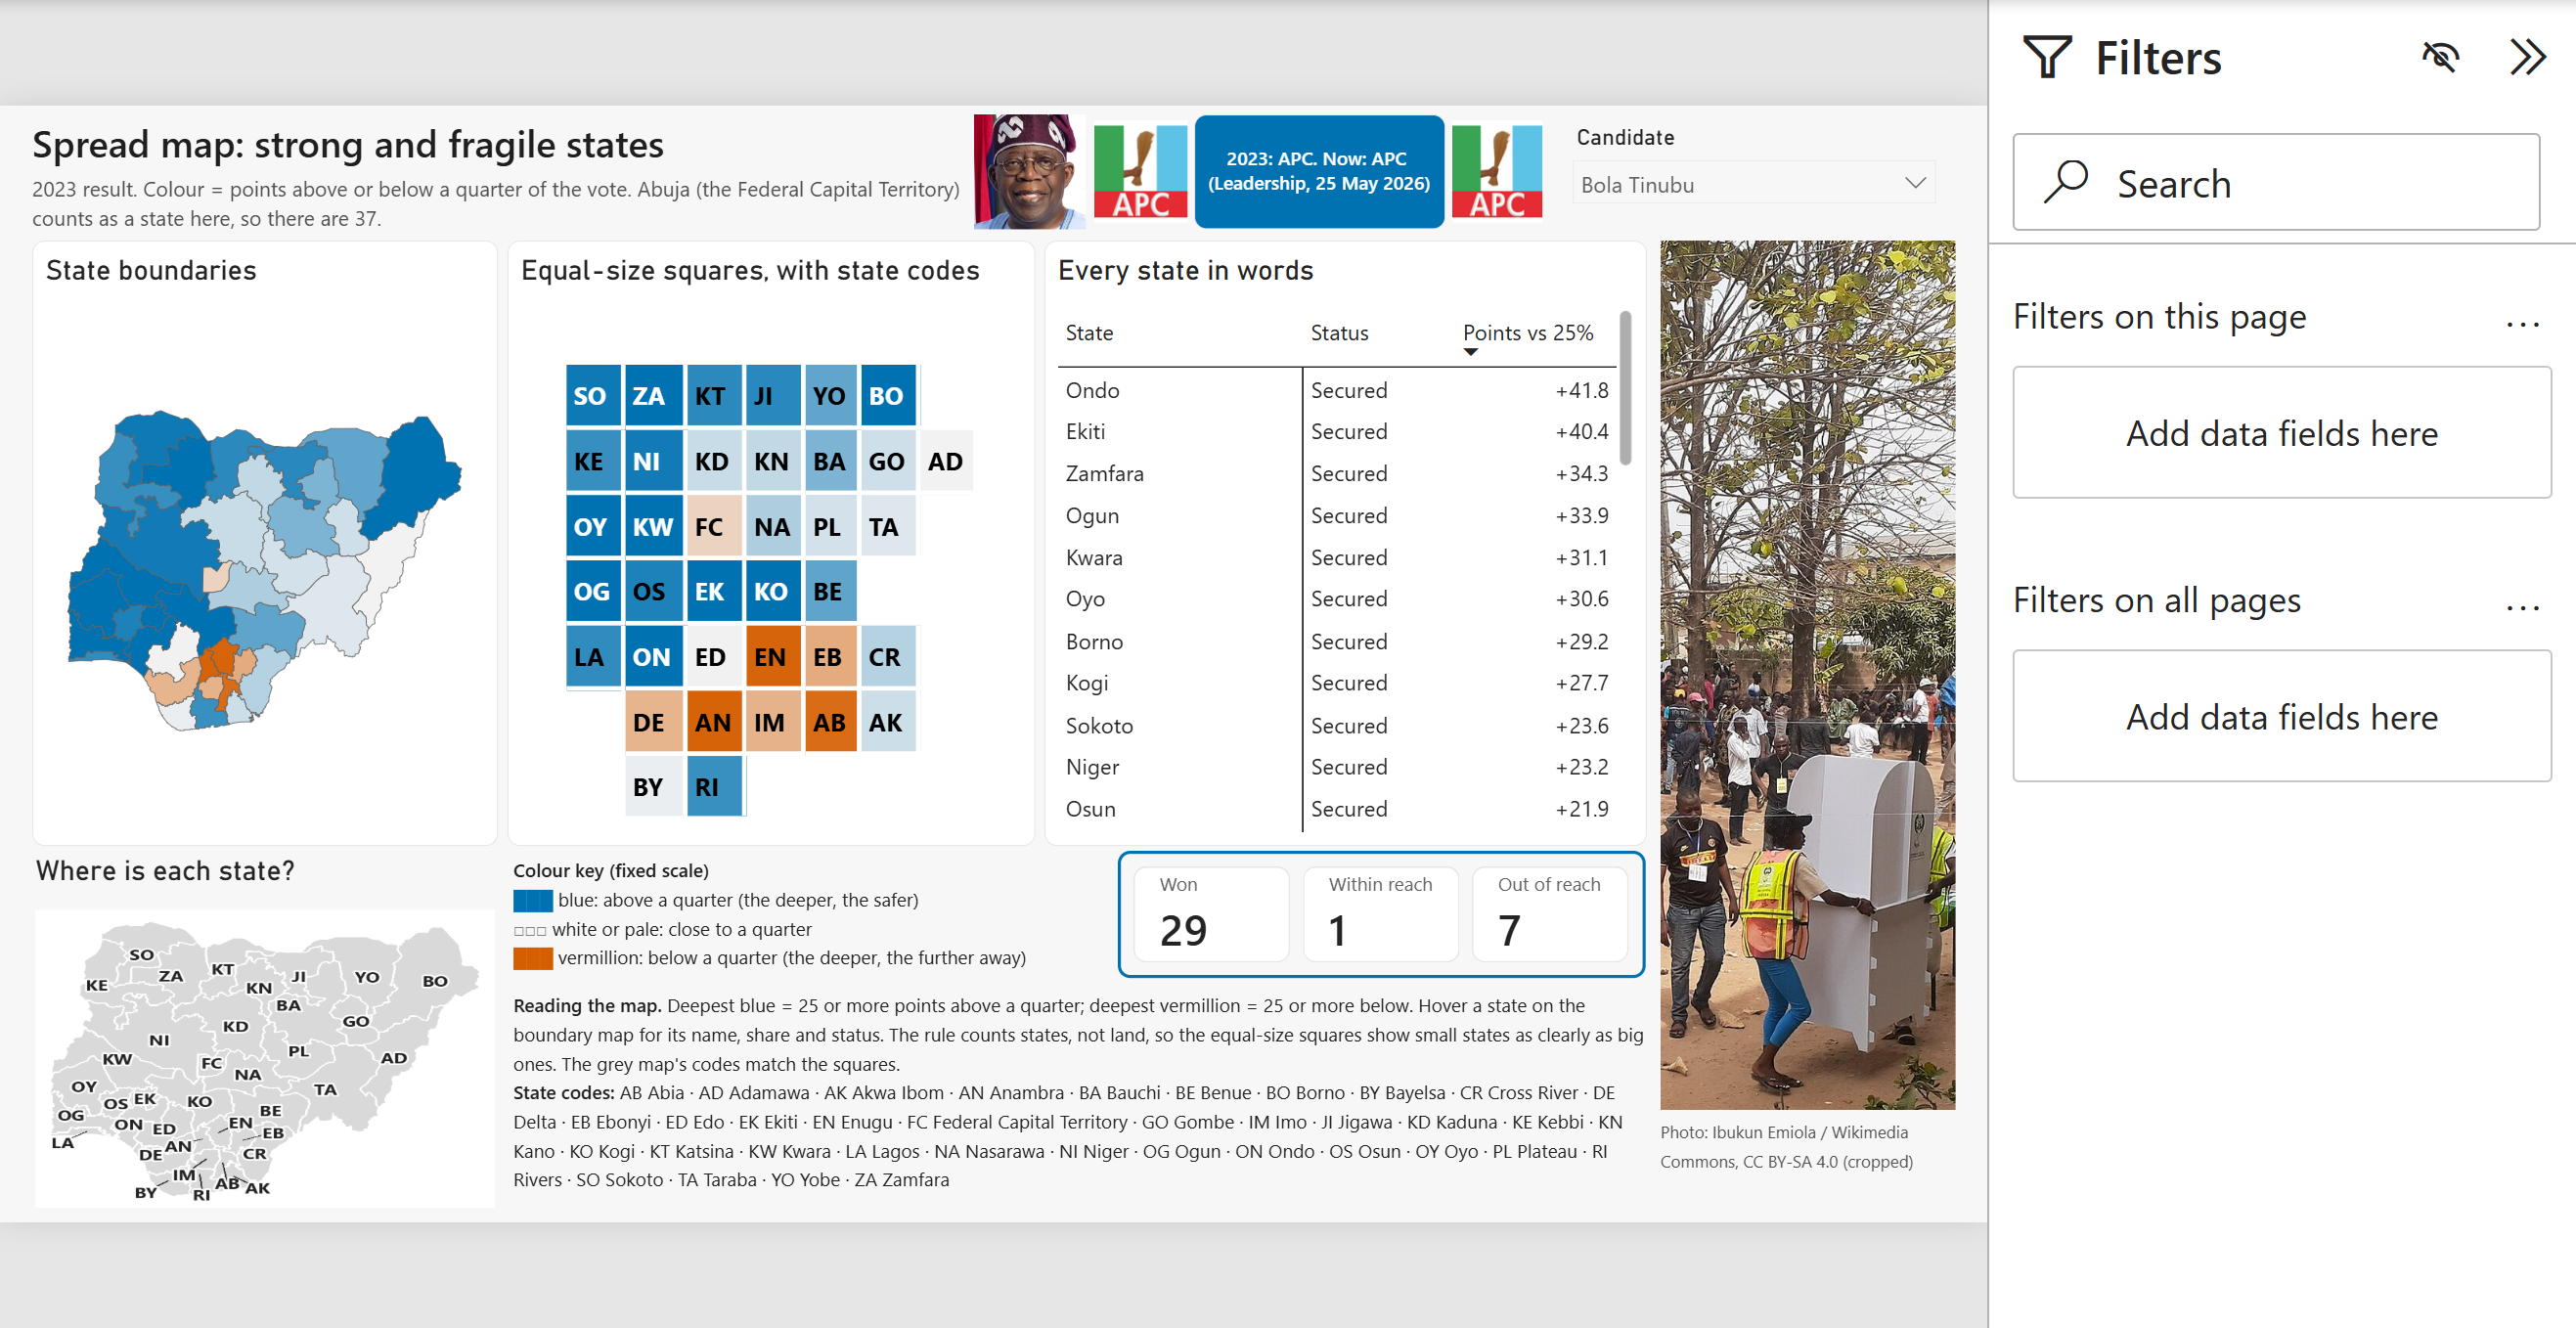 Spread map: strong and fragile states
2023 result. Colour = points above or below a quarter of the vote. Abuja (the Federal Capital Territory)
counts as a state here, so there are 37.
APC
2023: APC. Now: APC
(Leadership, 25 May 2026)
APC
Candidate
Bola Tinubu
State boundaries
Equal-size squares, with state codes
SO ZA KT JI YO BO
KE NI KD KN BA GO AD
OY KW FC NA PL TA
OG OS EK KO BE
LA ON ED EN EB CR
DE AN IM AB AK
BY RI
Every state in words
State Status Points vs 25%
Ondo Secured +41.8
Ekiti Secured +40.4
Zamfara Secured +34.3
Ogun Secured +33.9
Kwara Secured +31.1
Oyo Secured +30.6
Borno Secured +29.2
Kogi Secured +27.7
Sokoto Secured +23.6
Niger Secured +23.2
Osun Secured +21.9
Where is each state?
SO
KE ZA KT KN JI YO BO
BA
NI KD GO
KW FC PL AD
NA
OY TA
OS EK KO BE
OG ON ED EN EB
LA AN
DE CR
IM
BY RI AB AK
Colour key (fixed scale)
blue: above a quarter (the deeper, the safer)
white or pale: close to a quarter
vermillion: below a quarter (the deeper, the further away)
Won
29
Within reach
1
Out of reach
7
Reading the map. Deepest blue = 25 or more points above a quarter; deepest vermillion = 25 or more below. Hover a state on the
boundary map for its name, share and status. The rule counts states, not land, so the equal-size squares show small states as clearly as big
ones. The grey map's codes match the squares.
State codes: AB Abia · AD Adamawa · AK Akwa Ibom · AN Anambra · BA Bauchi · BE Benue · BO Borno · BY Bayelsa · CR Cross River · DE
Delta · EB Ebonyi · ED Edo · EK Ekiti · EN Enugu · FC Federal Capital Territory · GO Gombe · IM Imo · JI Jigawa · KD Kaduna · KE Kebbi · KN
Kano · KO Kogi · KT Katsina · KW Kwara · LA Lagos · NA Nasarawa · NI Niger · OG Ogun · ON Ondo · OS Osun · OY Oyo · PL Plateau · RI
Rivers · SO Sokoto · TA Taraba · YO Yobe · ZA Zamfara
Photo: Ibukun Emiola / Wikimedia
Commons, CC BY-SA 4.0 (cropped)
Filters
Search
Filters on this page
...
Add data fields here
Filters on all pages
...
Add data fields here